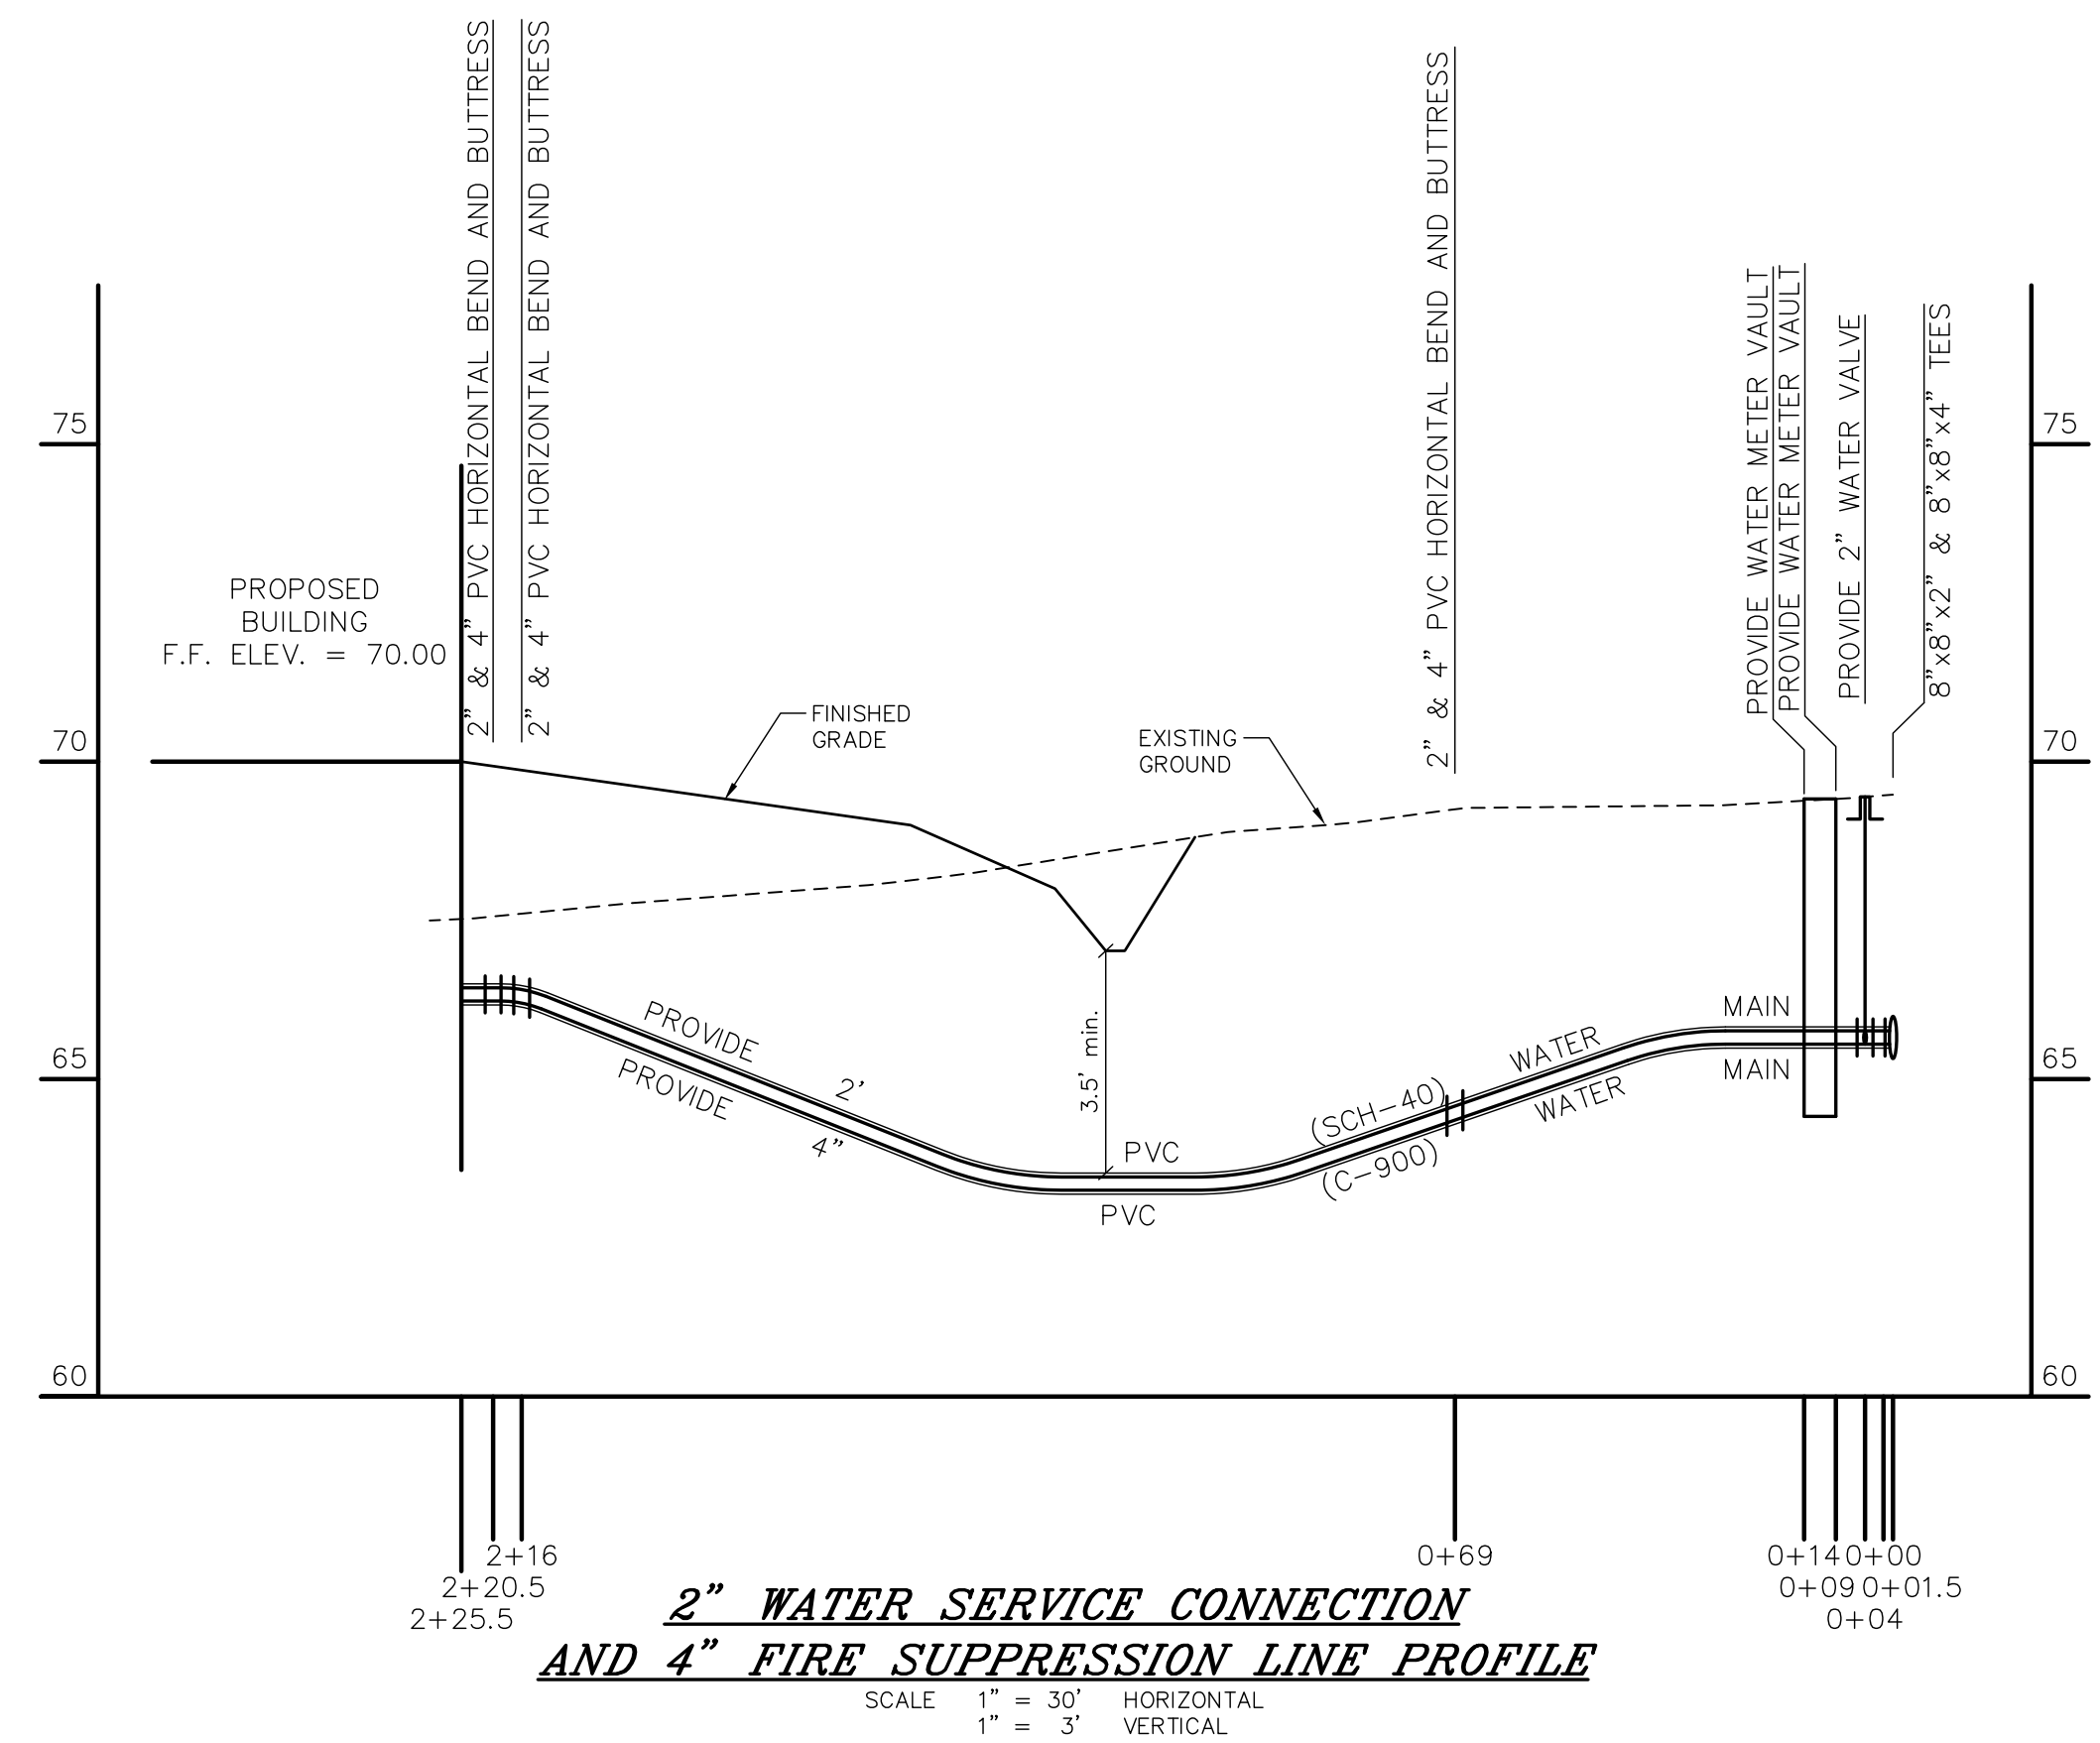 2” & 4” PVC HORIZONTAL BEND AND BUTTRESS
2” & 4” PVC HORIZONTAL BEND AND BUTTRESS
2” & 4” PVC HORIZONTAL BEND AND BUTTRESS
PROVIDE WATER METER VAULT
PROVIDE WATER METER VAULT
PROVIDE 2” WATER VALVE
8”x8”x2” & 8”x8”x4” TEES
75
75
PROPOSED
BUILDING
F.F. ELEV. = 70.00
70
70
FINISHED
GRADE
EXISTING
GROUND
65
65
3.5’ min.
PROVIDE 2’ PVC (SCH-40) WATER MAIN
PROVIDE 4” PVC (C-900) WATER MAIN
60
60
2+16
0+69
0+14
0+00
2+20.5
0+09
0+01.5
2+25.5
0+04
2” WATER SERVICE CONNECTION
AND 4” FIRE SUPPRESSION LINE PROFILE
SCALE 1” = 30’ HORIZONTAL
1” = 3’ VERTICAL